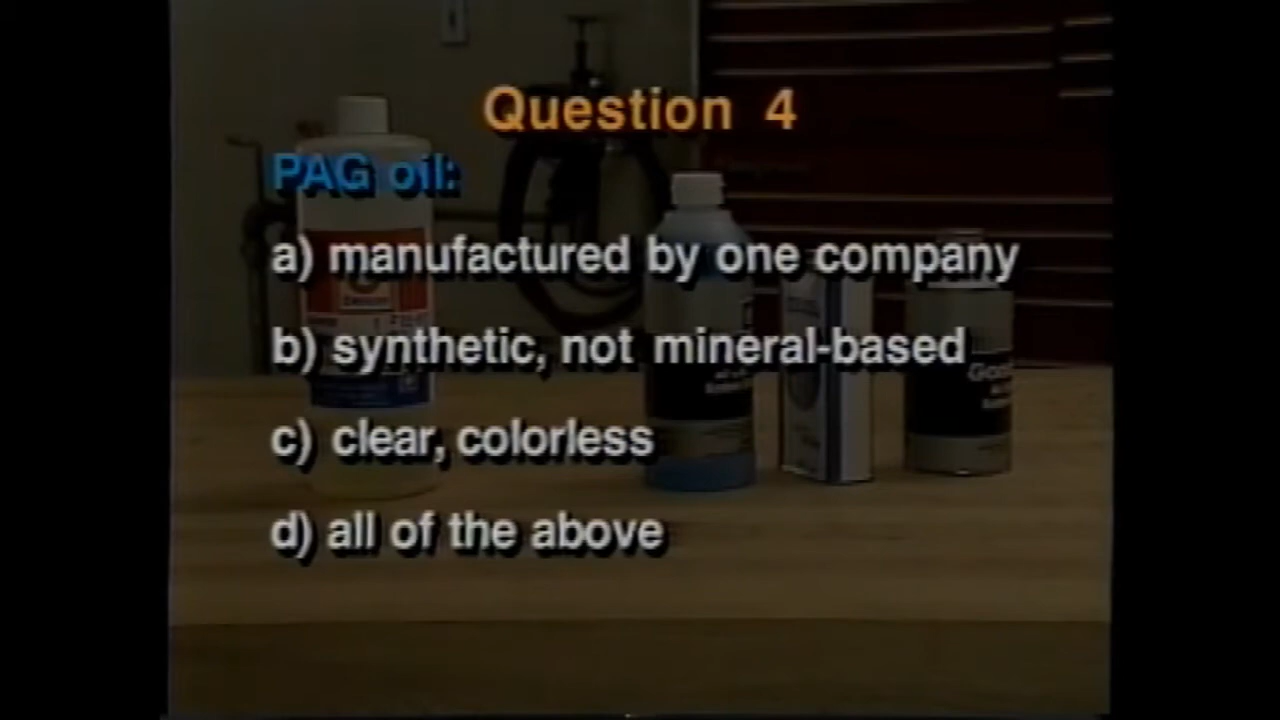 Question 4
PAG oil:
a) manufactured by one company
b) synthetic, not mineral-based
c) clear, colorless
d) all of the above